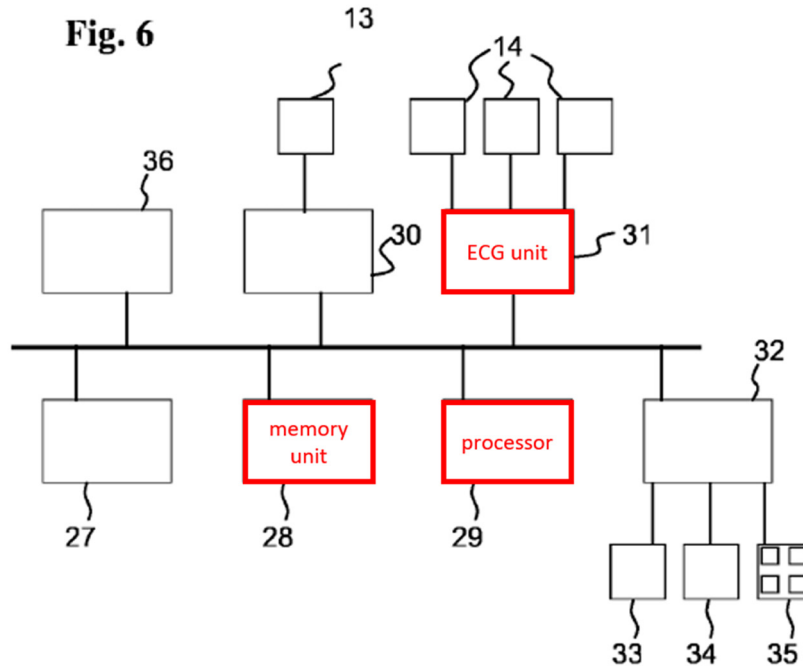 Fig. 6
13
14
36
30
ECG unit
31
32
memory
unit
processor
27
28
29
33
34
35